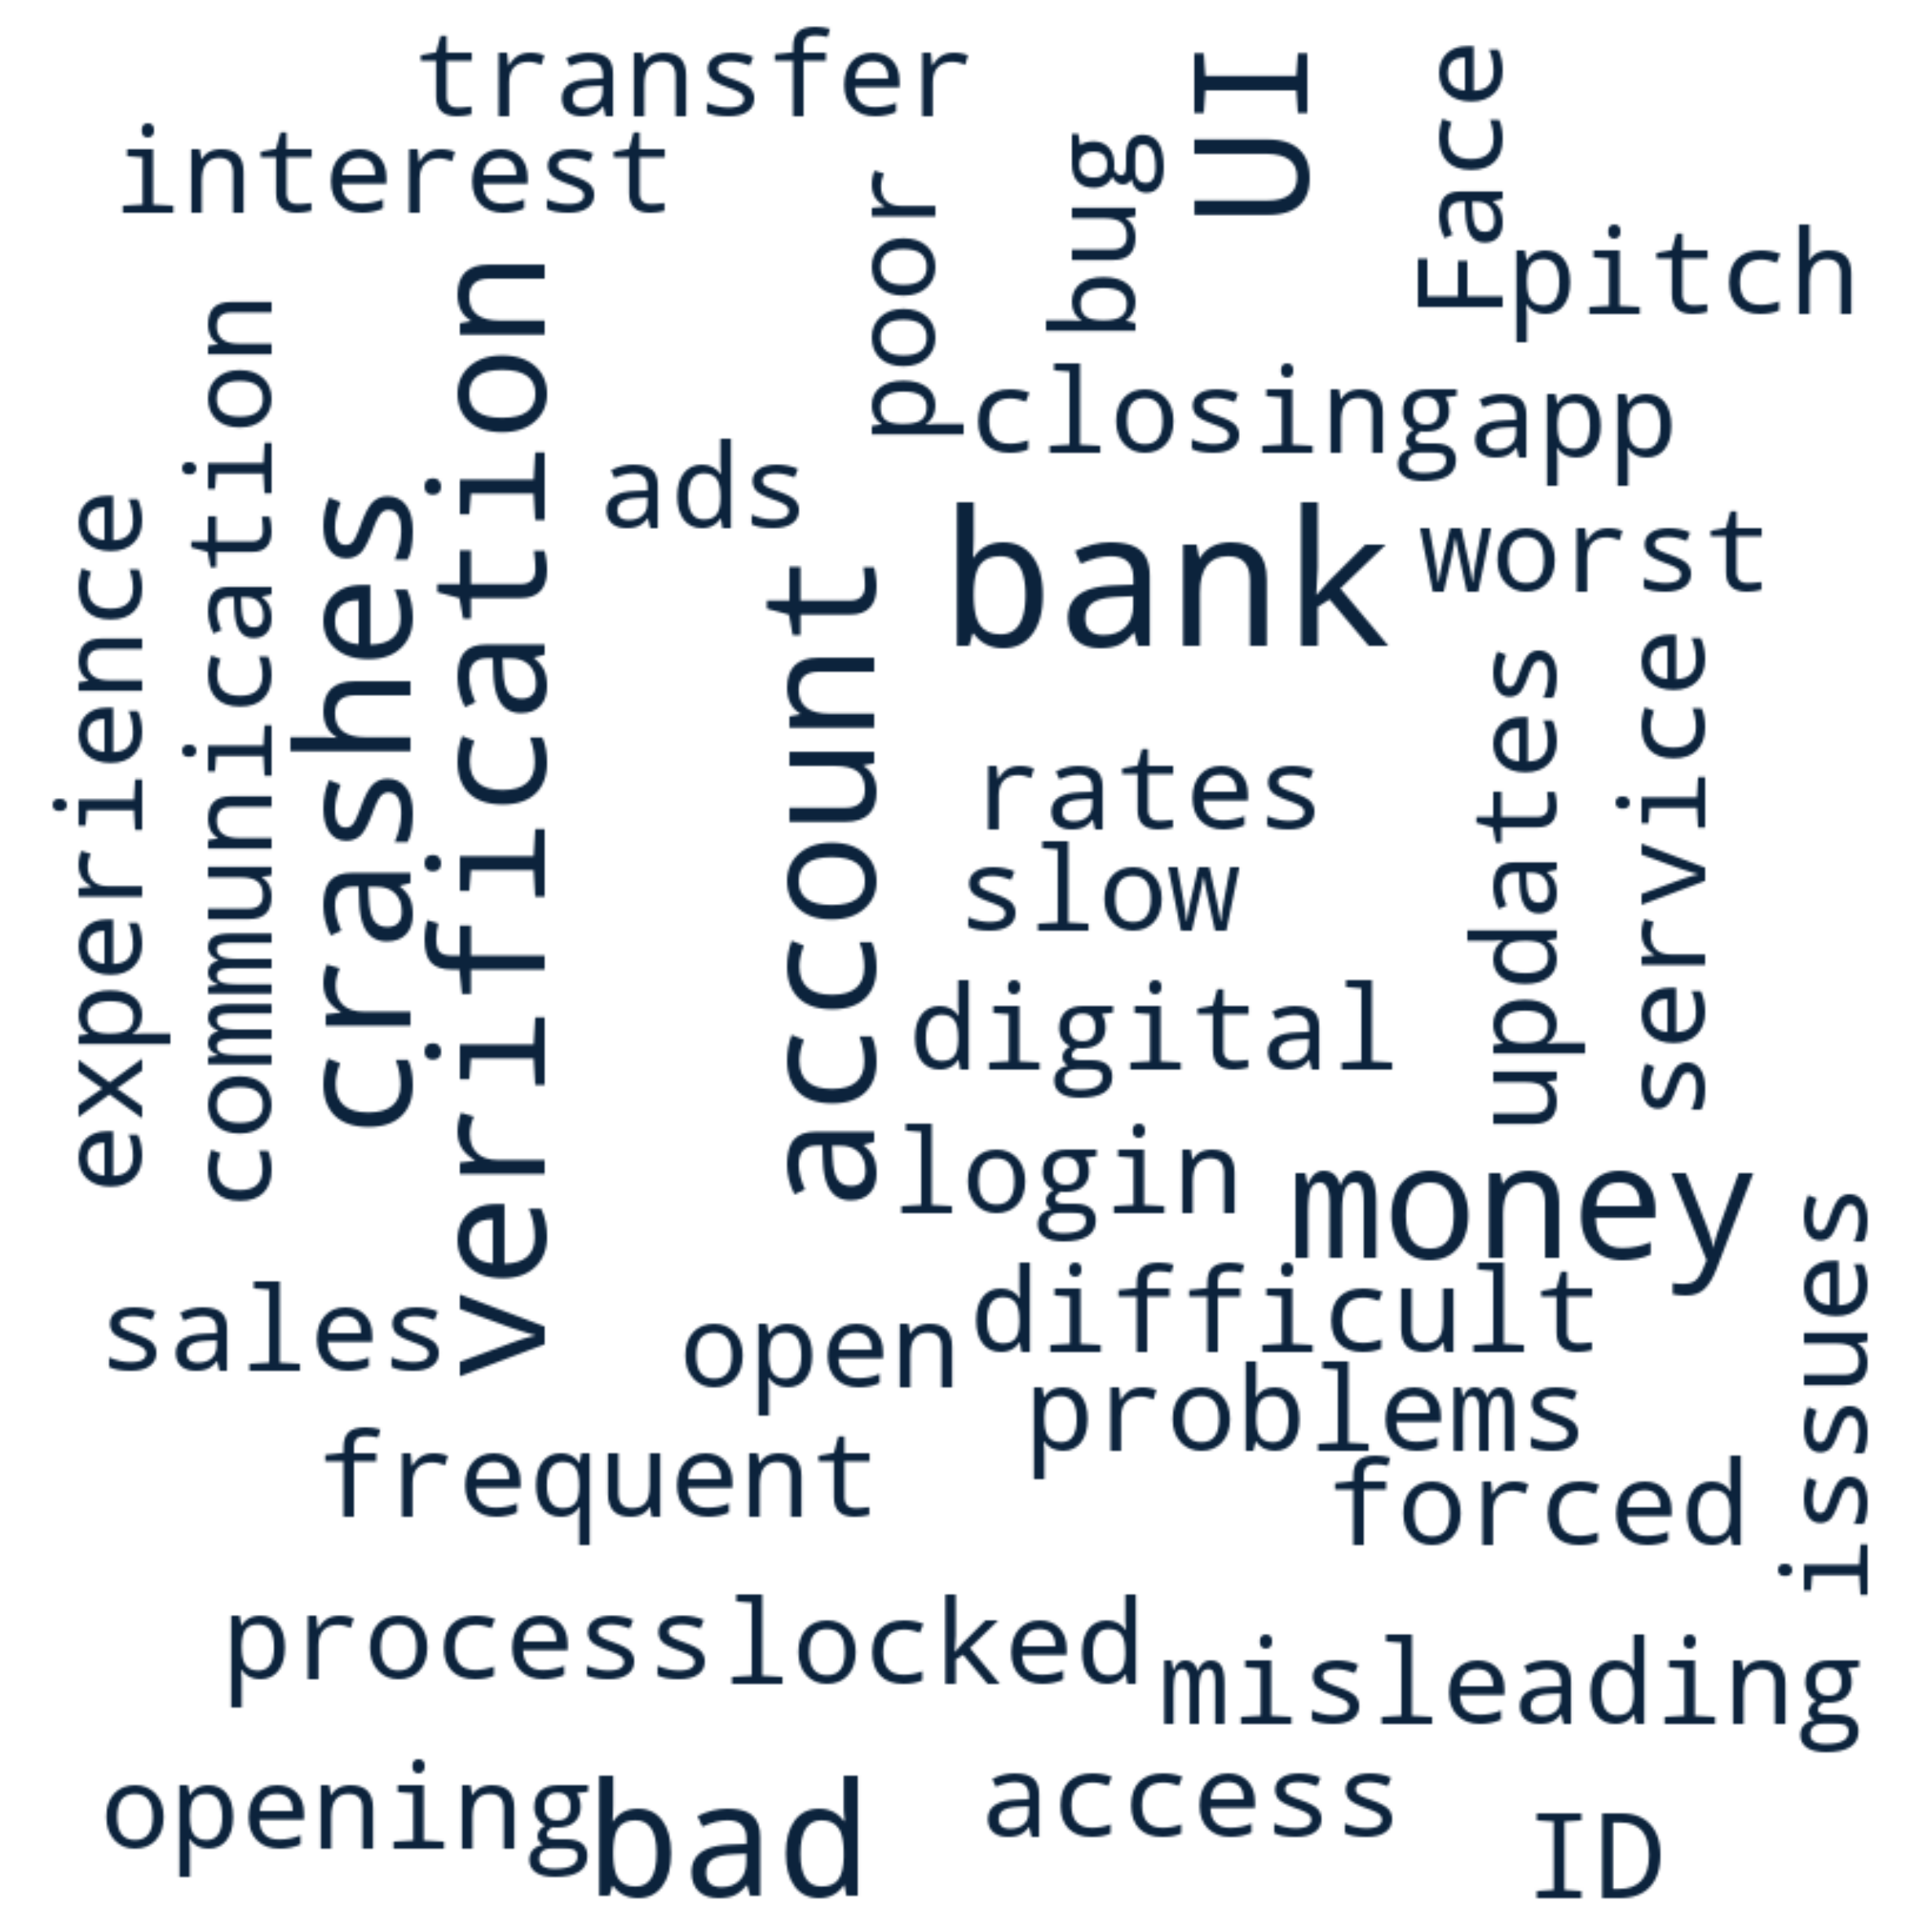 transfer
interest
UI
Face
bug
poor
pitch
closing
app
ads
bank
worst
experience
communication
crashes
verification
account
rates
slow
updates
service
digital
login
money
issues
sales
open
difficult
problems
frequent
forced
process
locked
misleading
opening
bad
access
ID